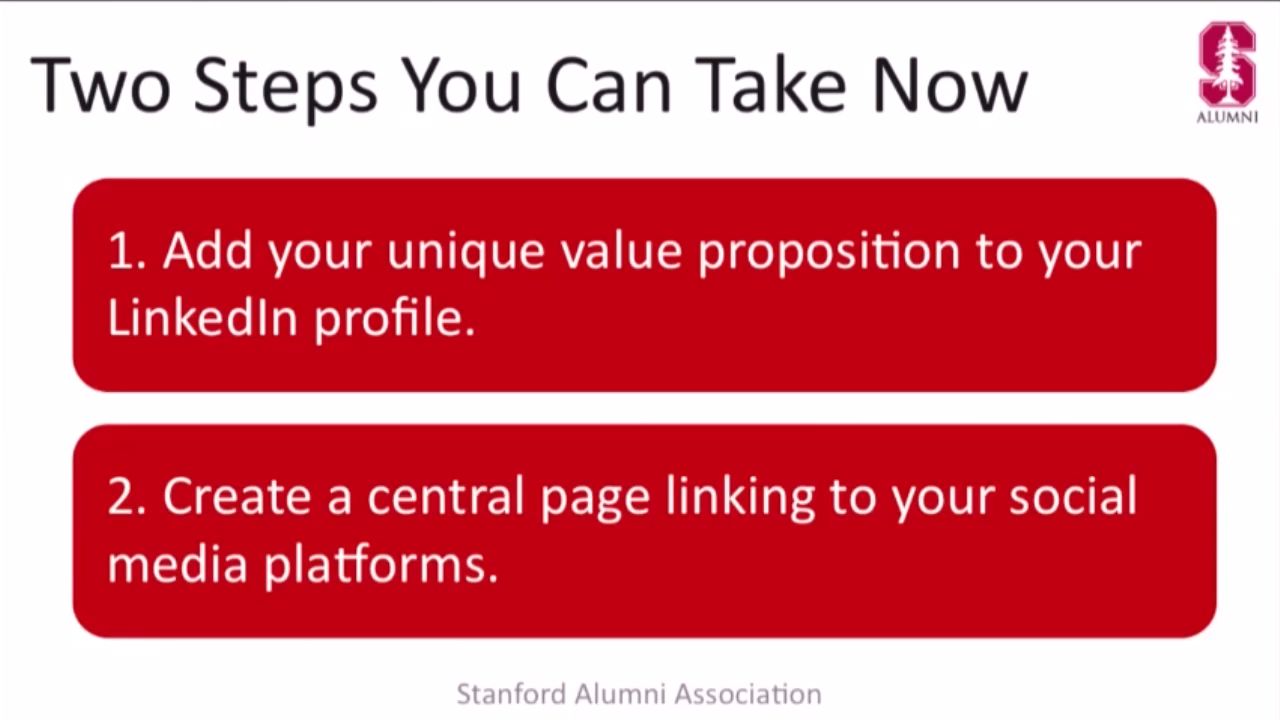 Two Steps You Can Take Now
ALUMNI
1. Add your unique value proposition to your
LinkedIn profile.
2. Create a central page linking to your social
media platforms.
Stanford Alumni Association